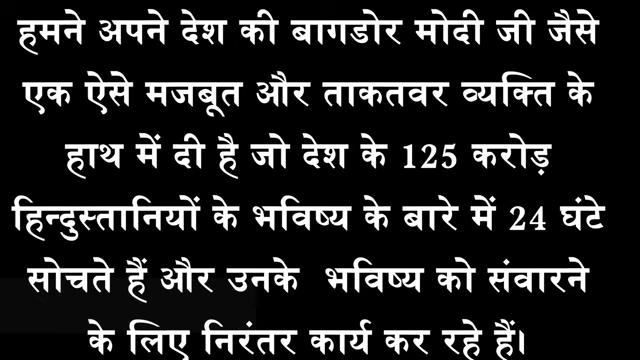 हमने अपने देश की बागडोर मोदी जी जैसे
एक ऐसे मजबूत और ताकतवर व्यक्ति के
हाथ में दी है जो देश के 125 करोड़
हिन्दुस्तानियों के भविष्य के बारे में 24 घंटे
सोचते हैं और उनके भविष्य को संवारने
के लिए निरंतर कार्य कर रहे हैं।